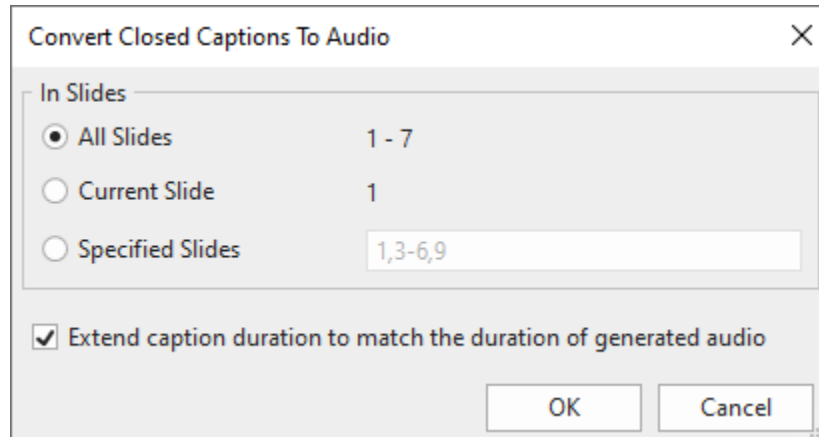 Convert Closed Captions To Audio
In Slides
All Slides 1 - 7
Current Slide 1
Specified Slides 1,3-6,9
Extend caption duration to match the duration of generated audio
OK Cancel